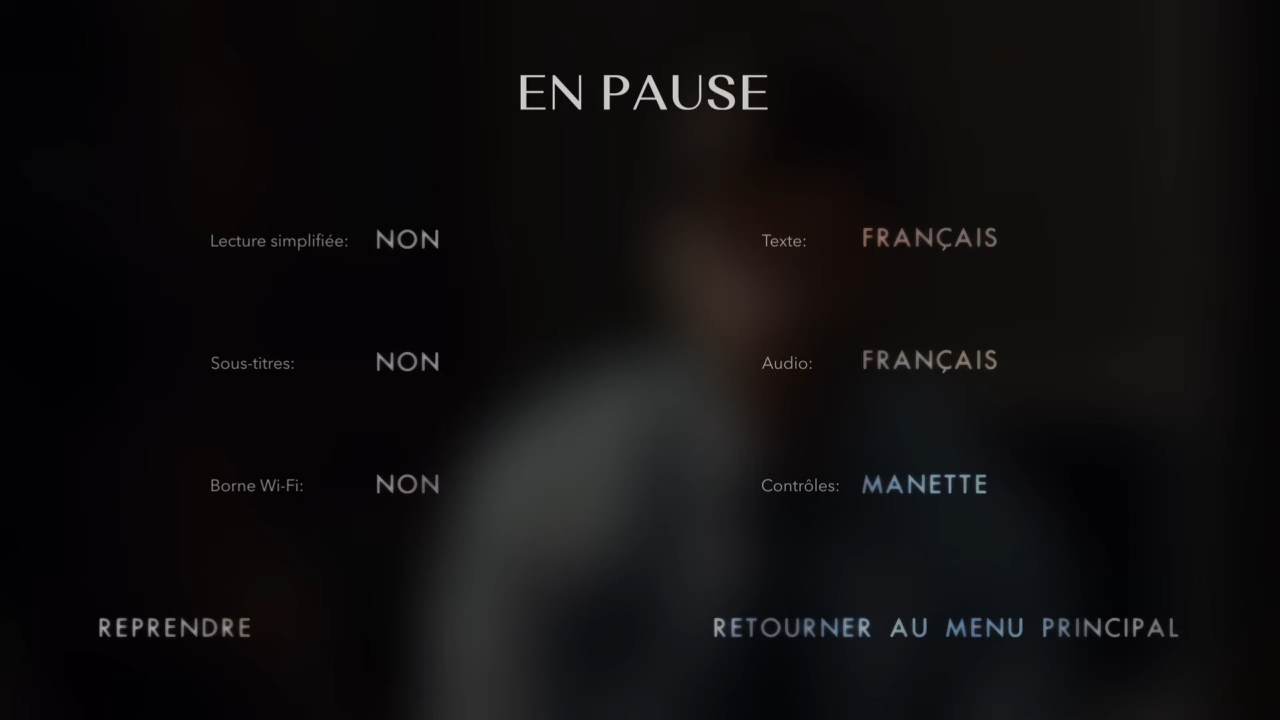 EN PAUSE
Lecture simplifiée: NON
Texte: FRANÇAIS
Sous-titres: NON
Audio: FRANÇAIS
Borne Wi-Fi: NON
Contrôles: MANETTE
REPRENDRE
RETOURNER AU MENU PRINCIPAL